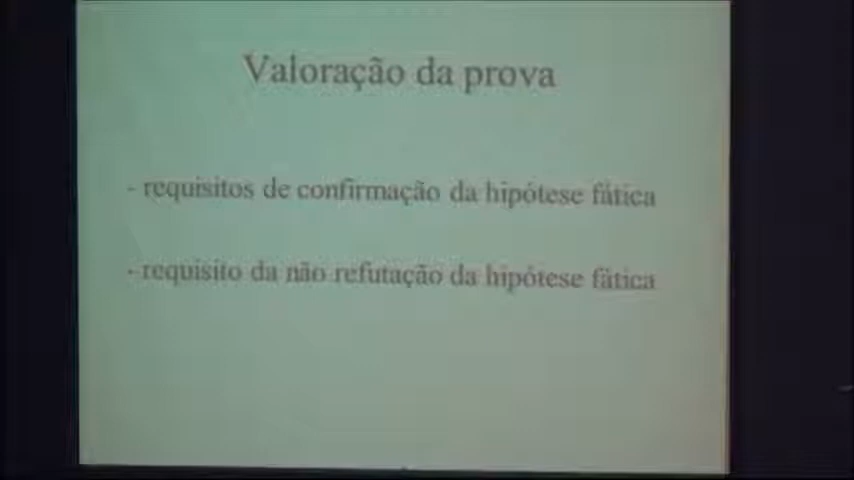 Valoração da prova
- requisitos de confirmação da hipótese fática
- requisito da não refutação da hipótese fática